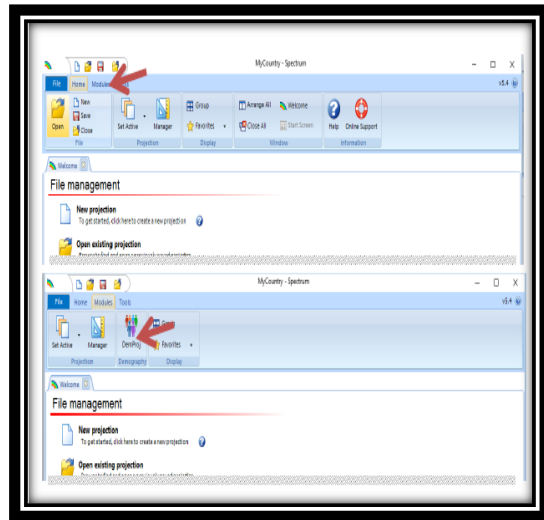 MyCountry - Spectrum
File Home Modules
v5.4
New
Save
Close
Open
File
Set Active Manager
Projection
Group
Favorites
Display
Arrange All Welcome
Close All Start Screen
Window
Help Online Support
Information
Welcome
File management
New projection
To get started, click here to create a new projection
Open existing projection
MyCountry - Spectrum
File Home Modules Tools
v5.4
Set Active Manager
Projection
DemProj
Demography
Group
Favorites
Display
Welcome
File management
New projection
To get started, click here to create a new projection
Open existing projection